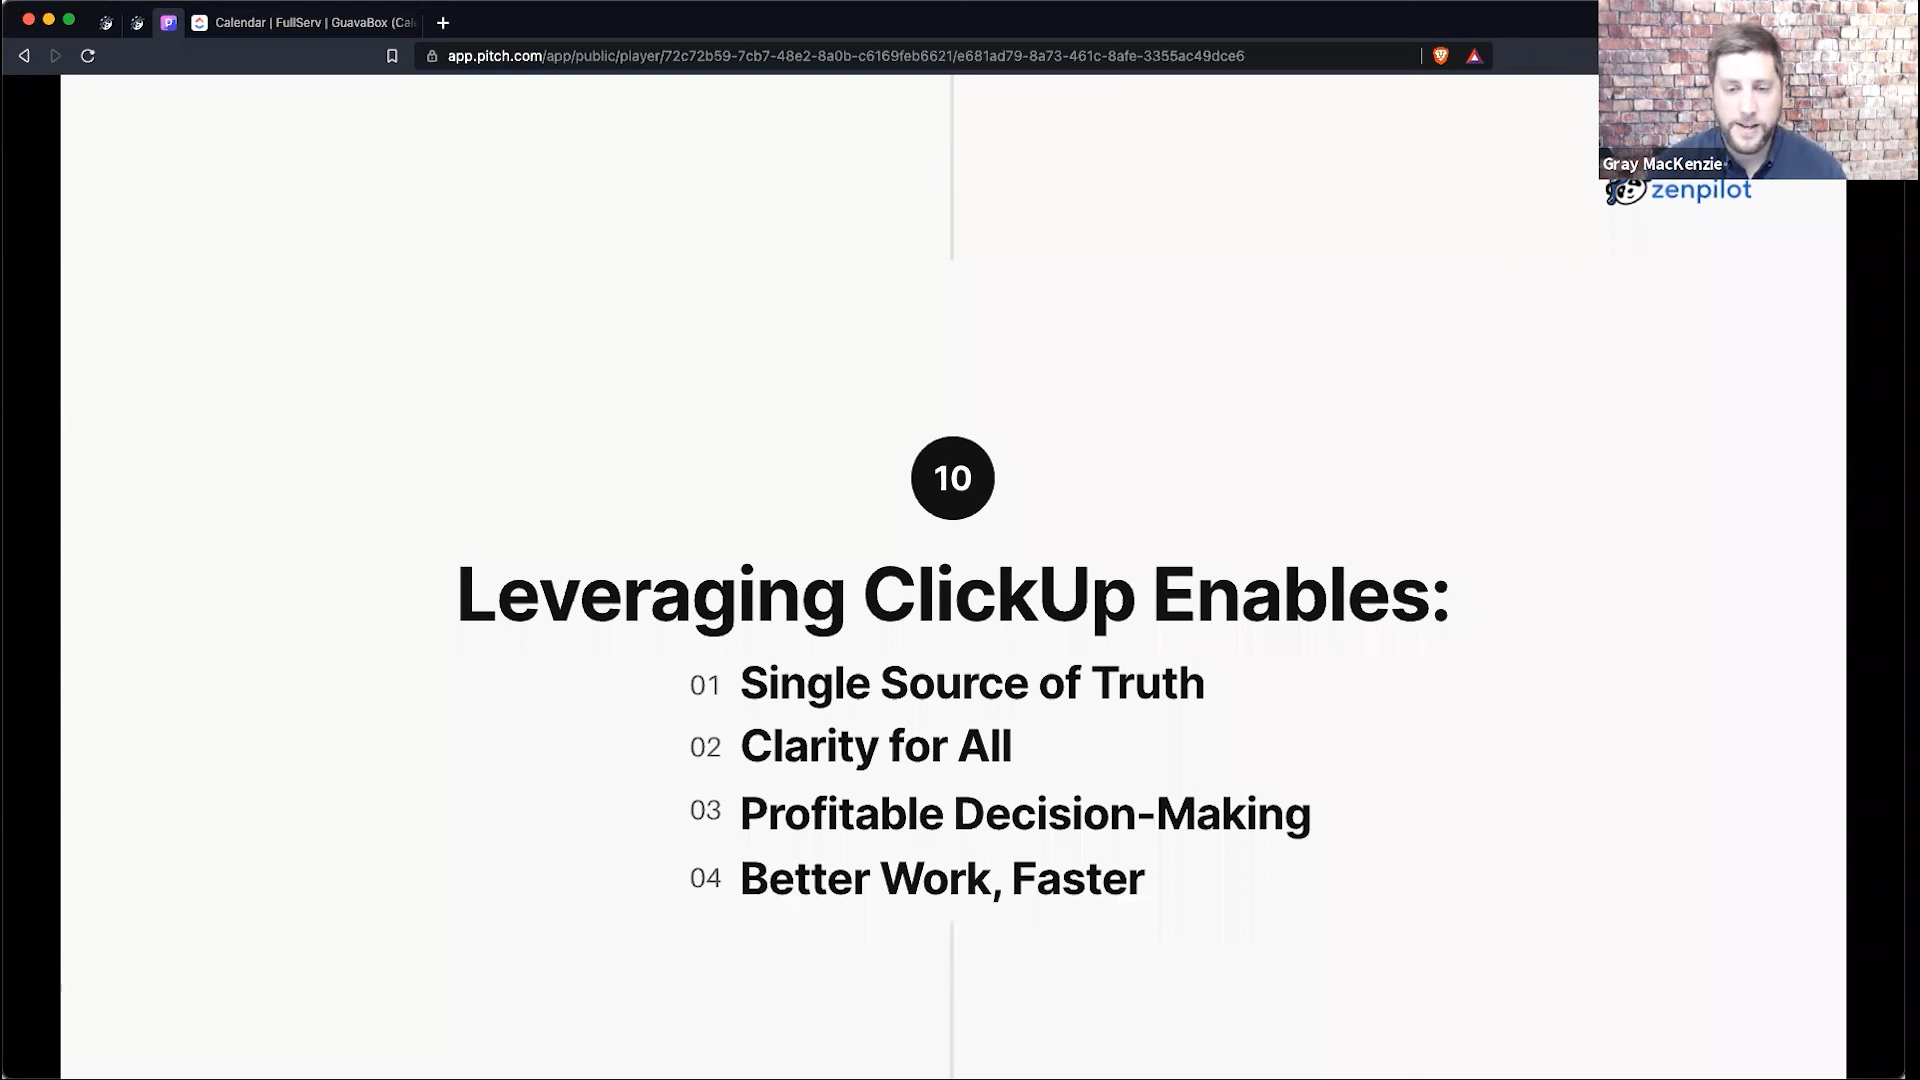 Calendar | FullServ | GuavaBox (Cal
app.pitch.com/app/public/player/72c72b59-7cb7-48e2-8a0b-c6169feb6621/e681ad79-8a73-461c-8afe-3355ac49dce6
Gray MacKenzie
zenpilot
10
Leveraging ClickUp Enables:
01 Single Source of Truth
02 Clarity for All
03 Profitable Decision-Making
04 Better Work, Faster